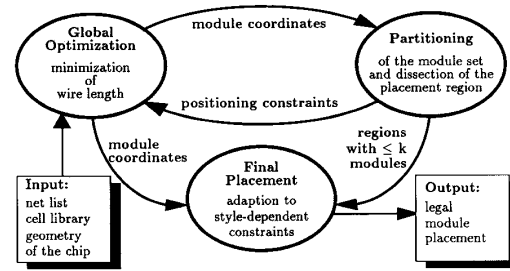 Global
Optimization
minimization
of
wire length
module coordinates
Partitioning
of the module set
and dissection of the
placement region
positioning constraints
module
coordinates
regions
with ≤ k
modules
Final
Placement
adaption to
style-dependent
constraints
Input:
net list
cell library
geometry
of the chip
Output:
legal
module
placement